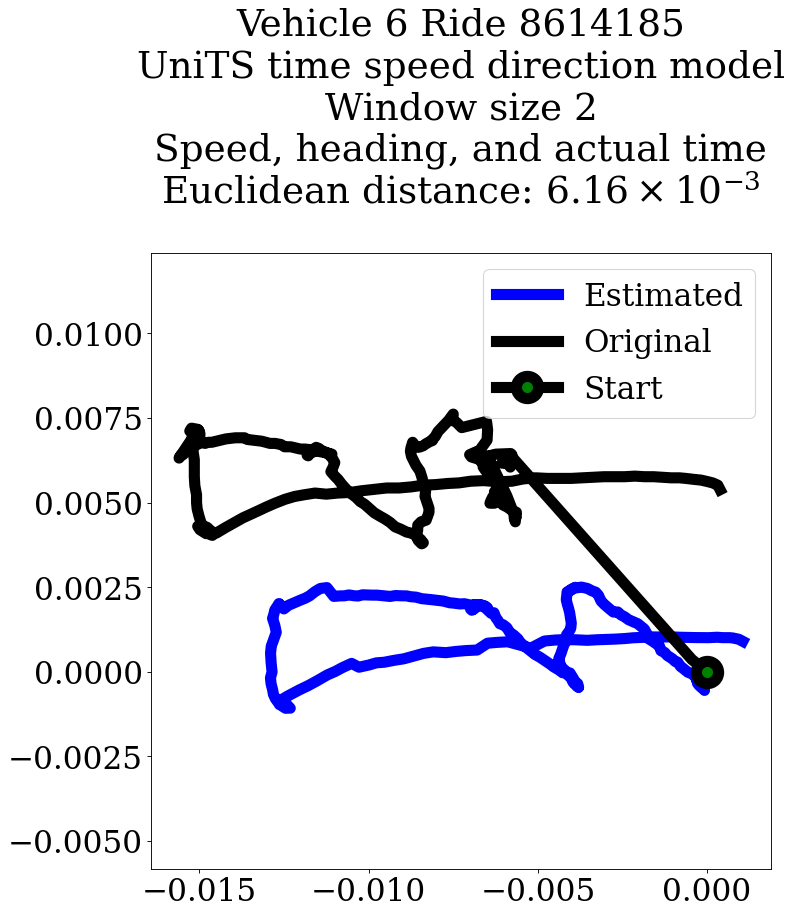 Vehicle 6 Ride 8614185
UniTS time speed direction model
Window size 2
Speed, heading, and actual time
Euclidean distance: 6.16 × 10⁻³
Estimated
Original
Start
0.0100
0.0075
0.0050
0.0025
0.0000
−0.0025
−0.0050
−0.015 −0.010 −0.005 0.000